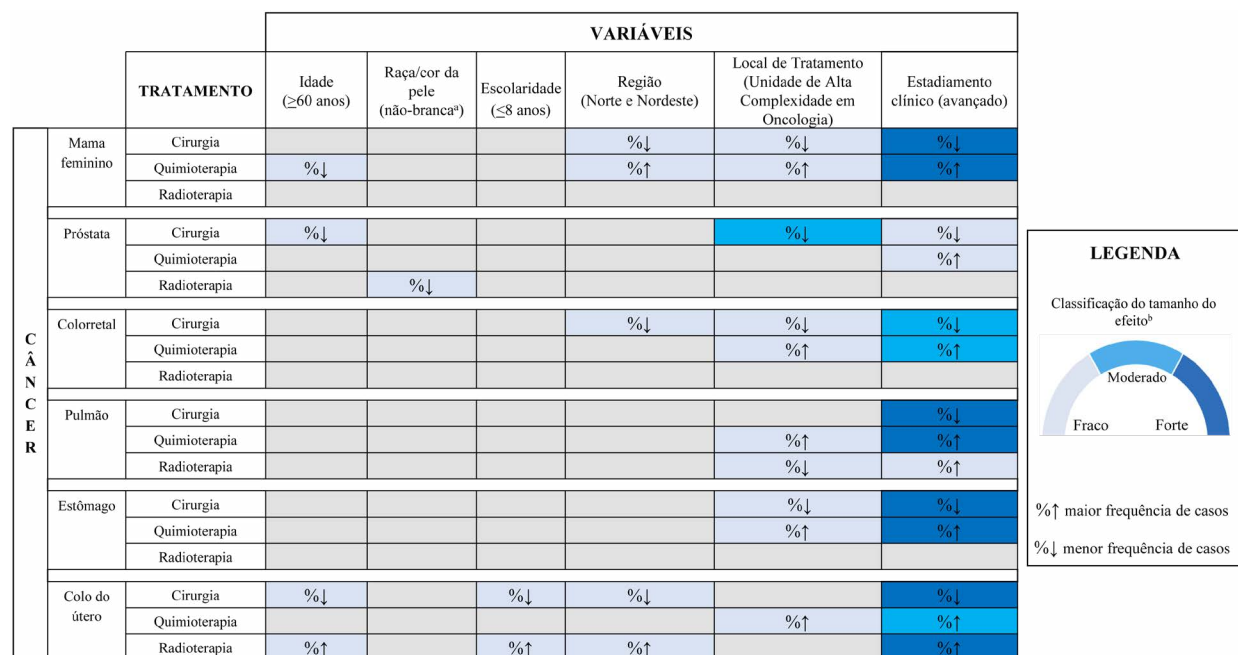 VARIÁVEIS
TRATAMENTO
Idade
(≥60 anos)
Raça/cor da
pele
(não-brancaª)
Escolaridade
(≤8 anos)
Região
(Norte e Nordeste)
Local de Tratamento
(Unidade de Alta
Complexidade em
Oncologia)
Estadiamento
clínico (avançado)
C
Â
N
C
E
R
Mama
feminino
Cirurgia %↓ %↓ %↓
Quimioterapia %↓ %↑ %↑ %↑
Radioterapia
Próstata
Cirurgia %↓ %↓ %↓
Quimioterapia %↑
Radioterapia %↓
Colorretal
Cirurgia %↓ %↓ %↓
Quimioterapia %↑ %↑
Radioterapia
Pulmão
Cirurgia %↓
Quimioterapia %↑ %↑
Radioterapia %↓ %↑
Estômago
Cirurgia %↓ %↓
Quimioterapia %↑ %↑
Radioterapia
Colo do
útero
Cirurgia %↓ %↓ %↓ %↓
Quimioterapia %↑ %↑
Radioterapia %↑ %↑ %↑ %↑
LEGENDA
Classificação do tamanho do
efeitoᵇ
Moderado
Fraco Forte
%↑ maior frequência de casos
%↓ menor frequência de casos